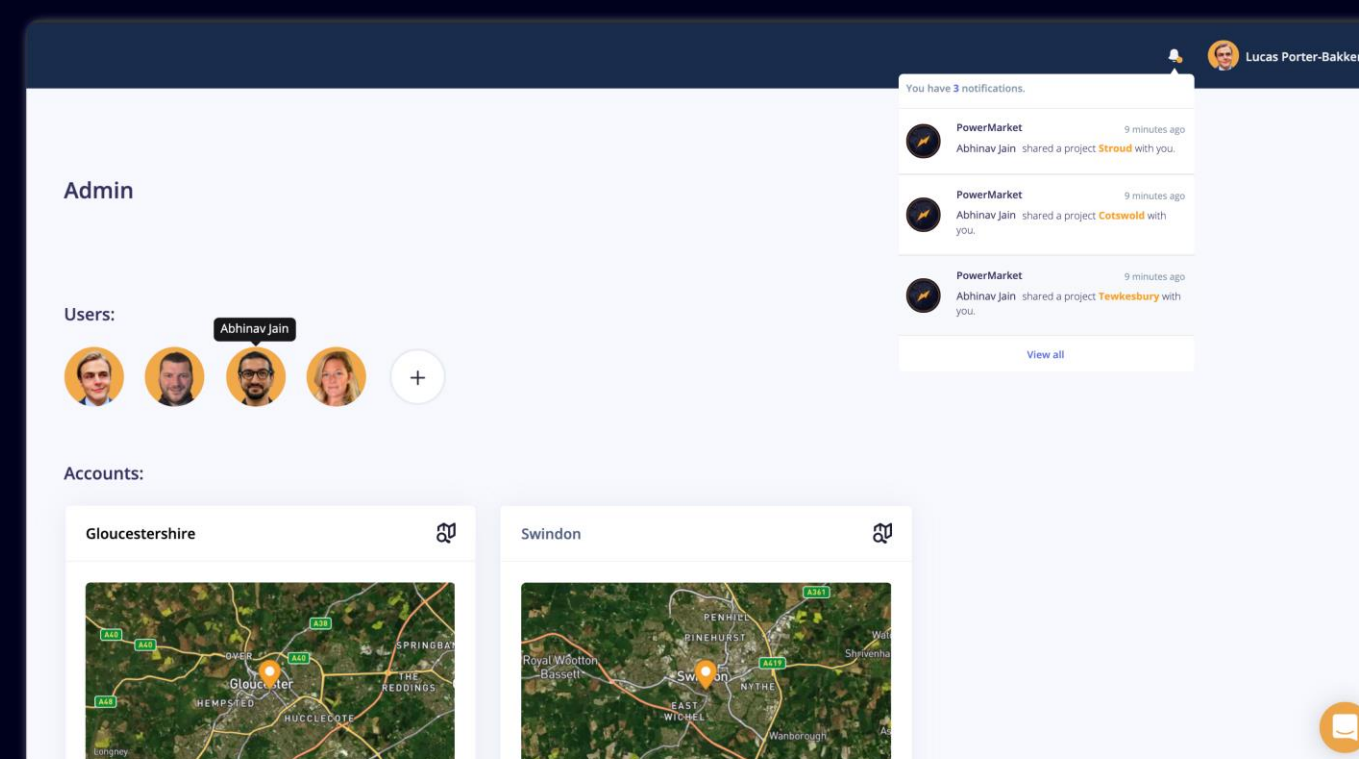 Lucas Porter-Bakker
You have 3 notifications.
PowerMarket
9 minutes ago
Abhinav Jain shared a project Stroud with you.
PowerMarket
9 minutes ago
Abhinav Jain shared a project Cotswold with
you.
PowerMarket
9 minutes ago
Abhinav Jain shared a project Tewkesbury with
you.
View all
Admin
Users:
Abhinav Jain
Accounts:
Gloucestershire
A38
A40
A40
SPRINGBAN
OVER
A40
Gloucester
THE
REDDINGS
A48
HEMPSTED
HUCCLECOTE
Longney
Swindon
A361
PENHILL
PINEHURST
Royal Wootton
Bassett
A419
Shrivenha
NYTHE
EAST
WICHEL
Wanborough